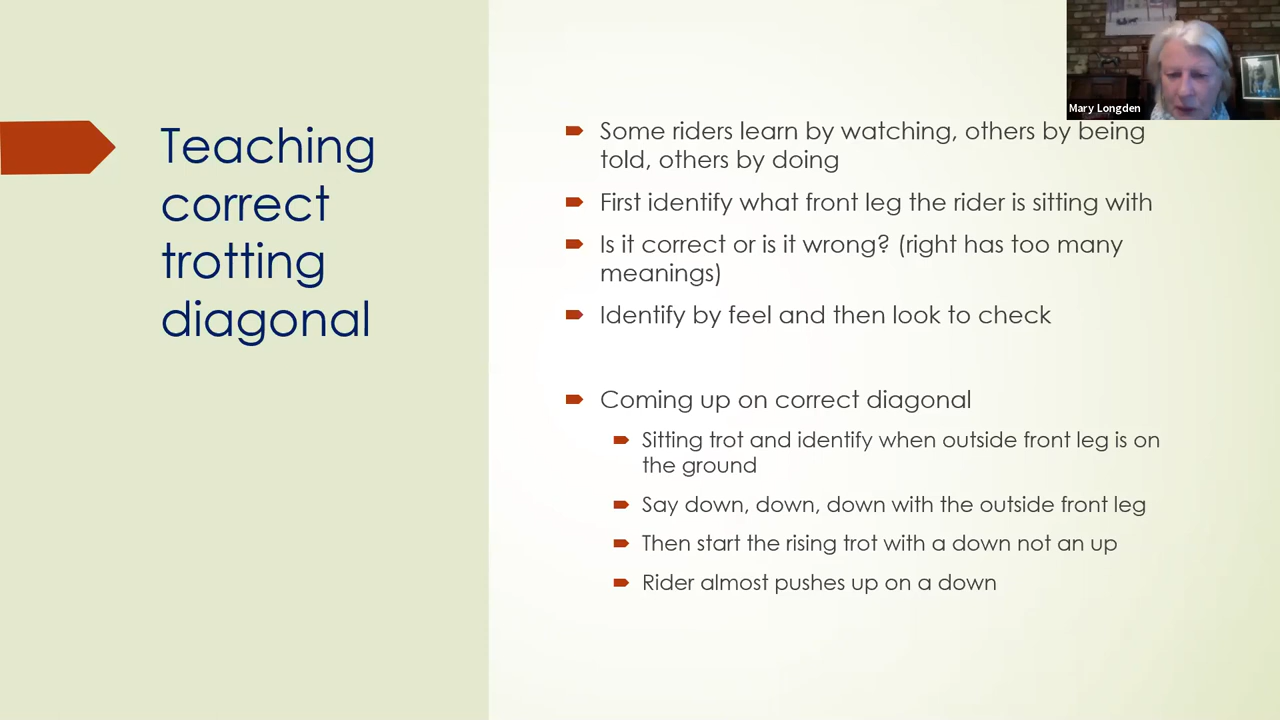 Teaching
correct
trotting
diagonal
Mary Longden
Some riders learn by watching, others by being
told, others by doing
First identify what front leg the rider is sitting with
Is it correct or is it wrong? (right has too many
meanings)
Identify by feel and then look to check
Coming up on correct diagonal
Sitting trot and identify when outside front leg is on
the ground
Say down, down, down with the outside front leg
Then start the rising trot with a down not an up
Rider almost pushes up on a down